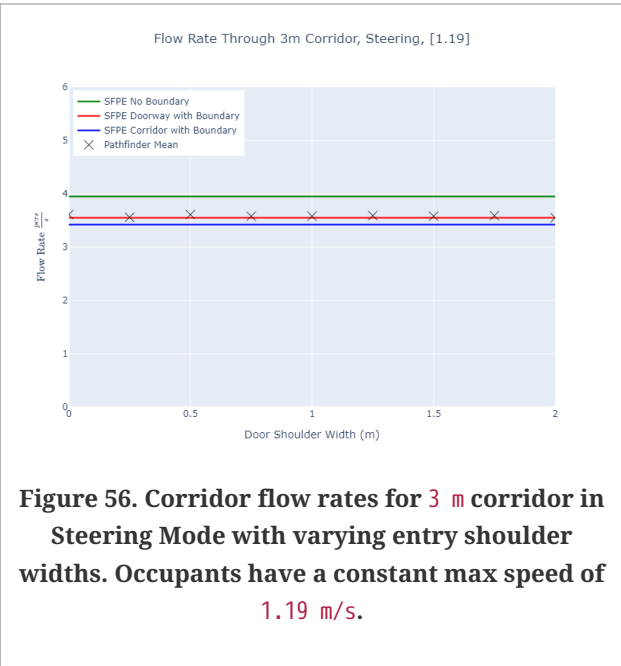 Flow Rate Through 3m Corridor, Steering, [1.19]
6
SFPE No Boundary
SFPE Doorway with Boundary
5
SFPE Corridor with Boundary
Pathfinder Mean
4
Flow Rate pers/s
3
2
1
0
0 0.5 1 1.5 2
Door Shoulder Width (m)
Figure 56. Corridor flow rates for 3 m corridor in
Steering Mode with varying entry shoulder
widths. Occupants have a constant max speed of
1.19 m/s.